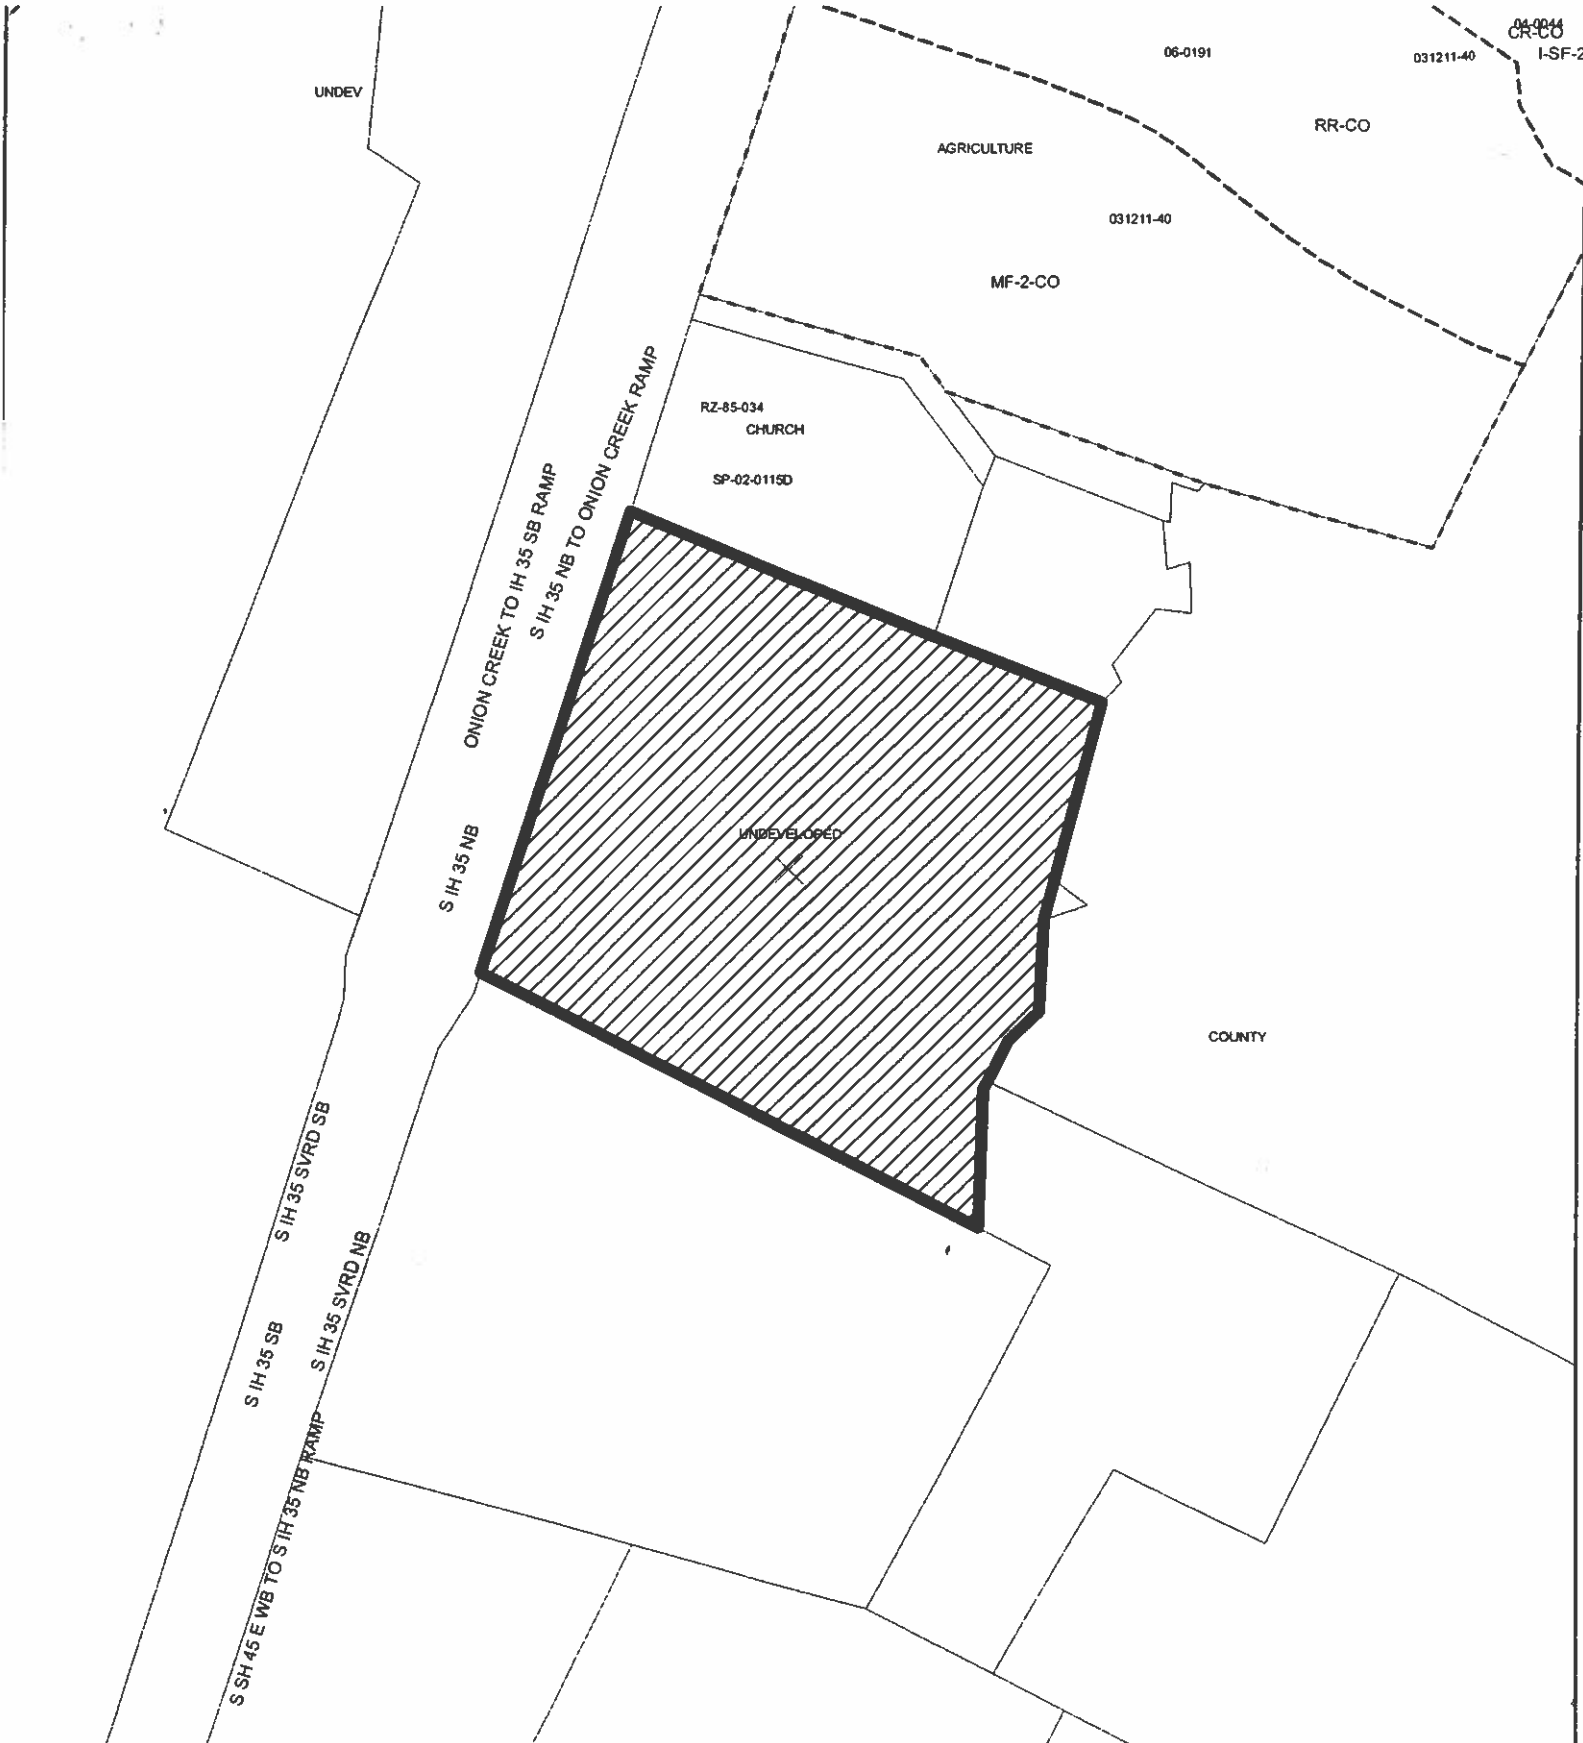 04-0044
CR-CO
I-SF-2
06-0191
031211-40
UNDEV
RR-CO
AGRICULTURE
031211-40
MF-2-CO
RZ-85-034
CHURCH
SP-02-0115D
ONION CREEK TO IH 35 SB RAMP
S IH 35 NB TO ONION CREEK RAMP
S IH 35 NB
UNDEVELOPED
COUNTY
S IH 35 SVRD SB
S IH 35 SVRD NB
S IH 35 SB
S SH 45 E WB TO S IH 35 NB RAMP